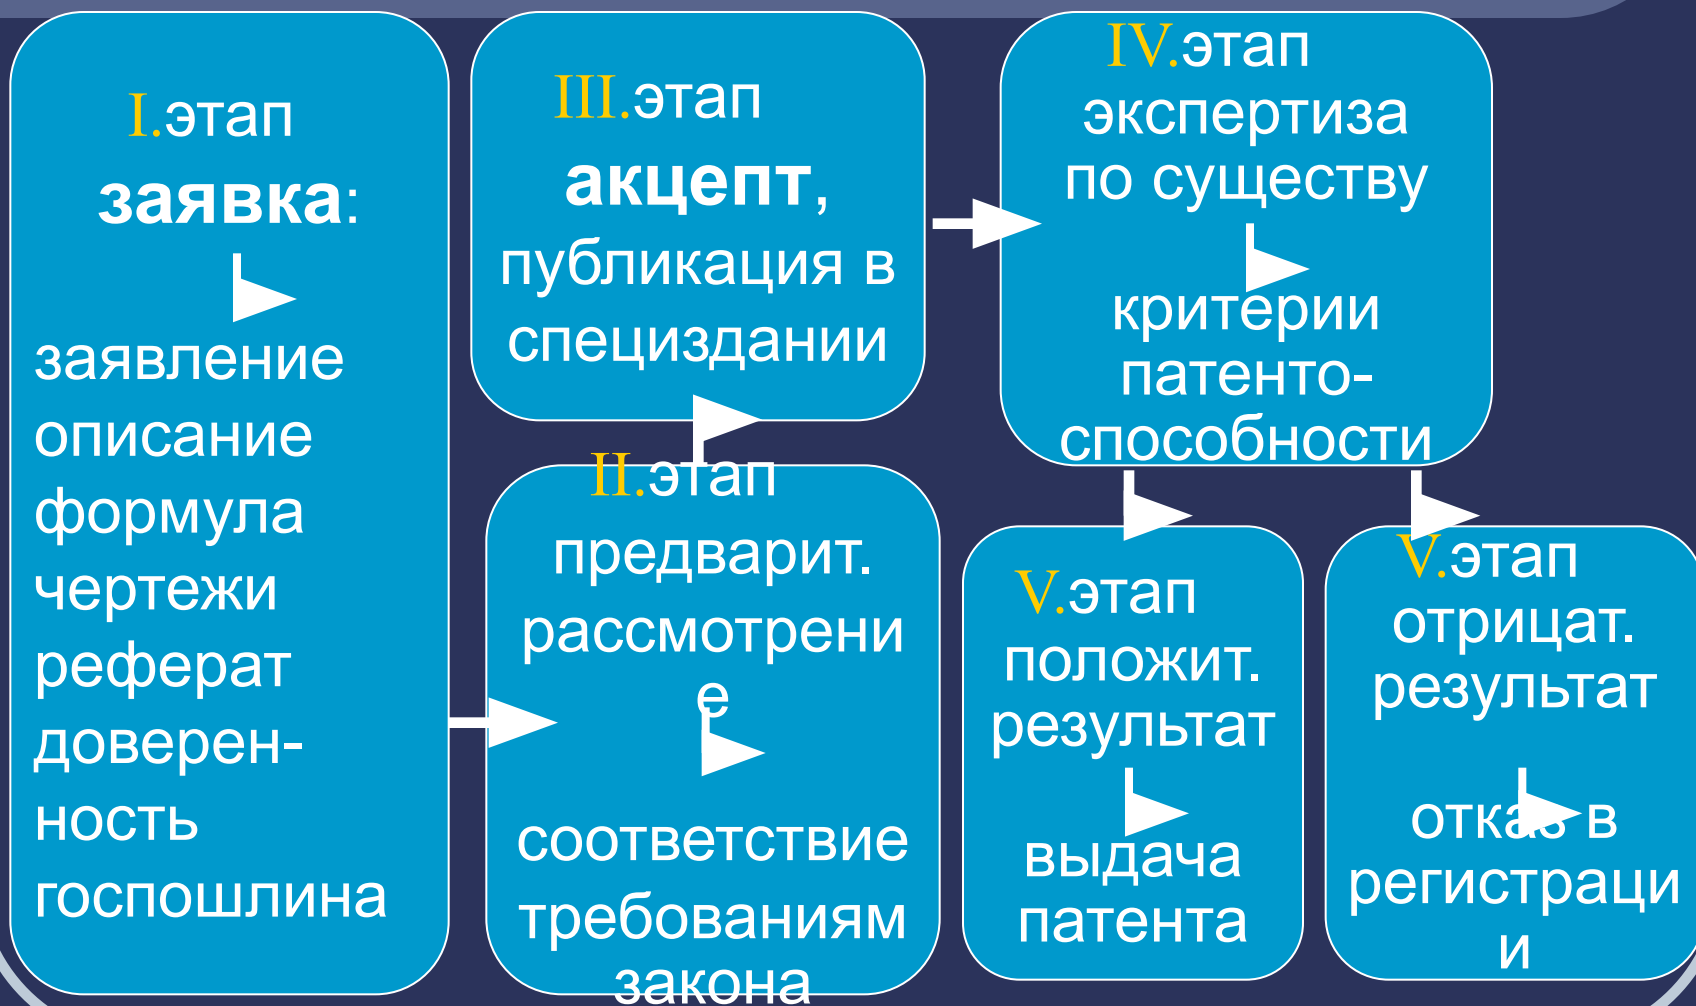 I.этап
заявка:
заявление
описание
формула
чертежи
реферат
доверен-
ность
госпошлина
II.этап
предварит.
рассмотрени
е
соответствие
требованиям
закона
III.этап
акцепт,
публикация в
специздании
IV.этап
экспертиза
по существу
критерии
патенто-
способности
V.этап
положит.
результат
выдача
патента
V.этап
отрицат.
результат
отказ в
регистраци
и